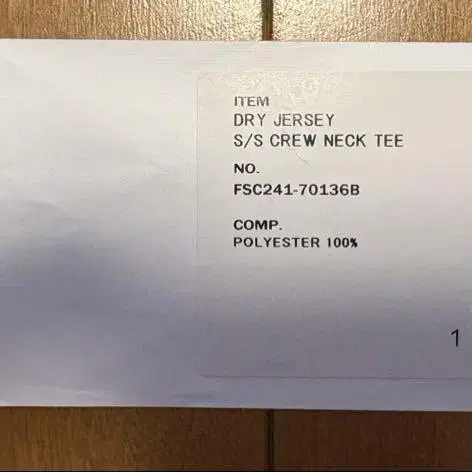 ITEM
DRY JERSEY
S/S CREW NECK TEE
NO.
FSC241-70136B
COMP.
POLYESTER 100%
1